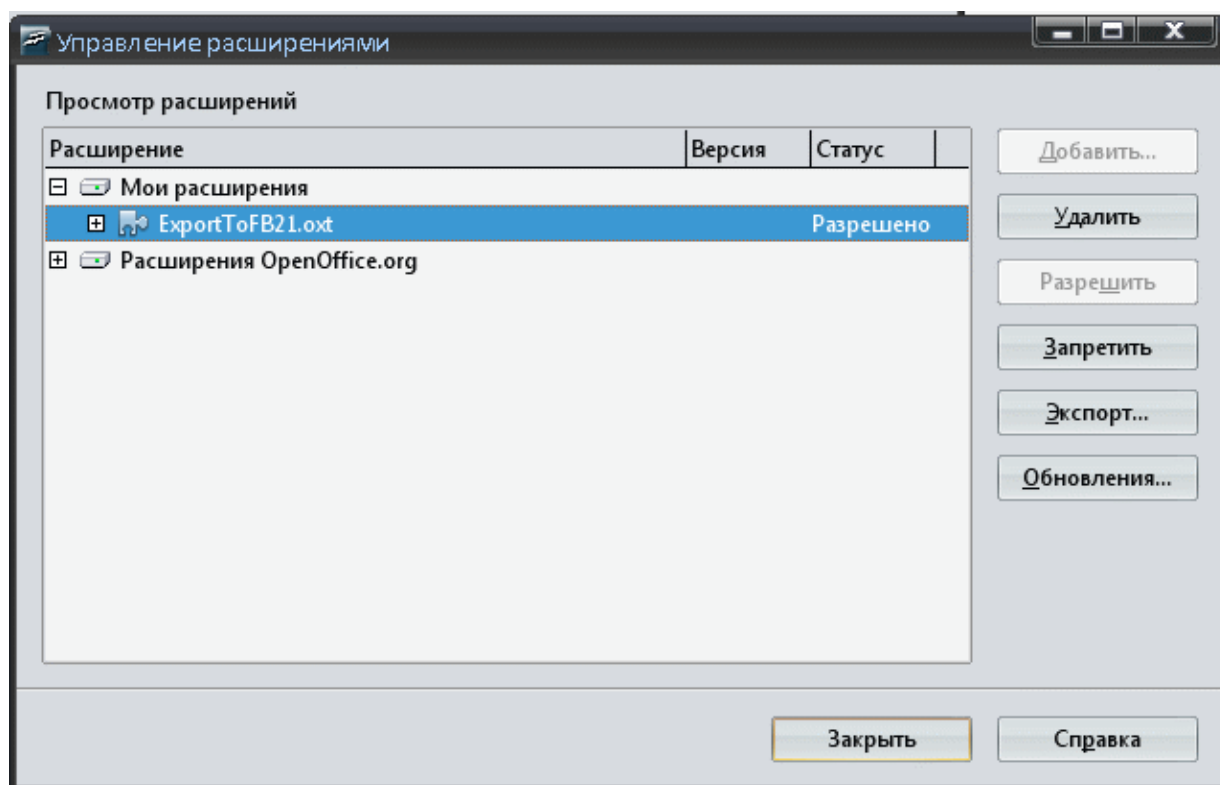 Управление расширениями
Просмотр расширений
Расширение Версия Статус
Мои расширения
ExportToFB21.oxt Разрешено
Расширения OpenOffice.org
Добавить...
Удалить
Разрешить
Запретить
Экспорт...
Обновления...
Закрыть Справка